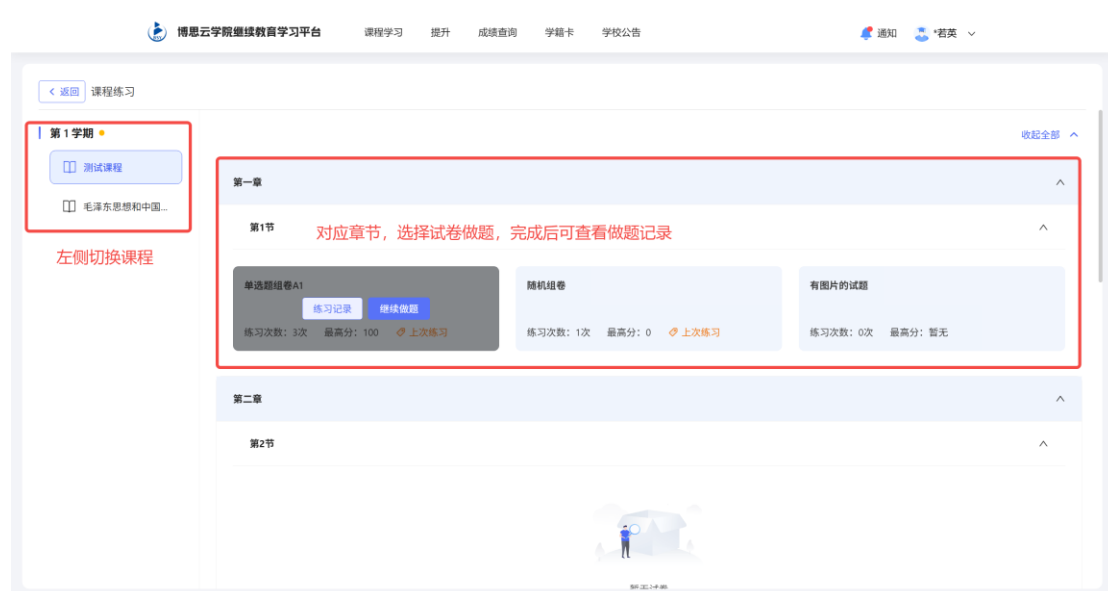 博思云学院继续教育学习平台 课程学习 提升 成绩查询 学籍卡 学校公告 通知 *若英
返回 课程练习
第 1 学期
收起全部
测试课程
毛泽东思想和中国...
左侧切换课程
第一章
第1节
对应章节，选择试卷做题，完成后可查看做题记录
单选题组卷A1
练习记录 继续做题
练习次数：3次 最高分：100 上次练习
随机组卷
练习次数：1次 最高分：0 上次练习
有图片的试题
练习次数：0次 最高分：暂无
第二章
第2节